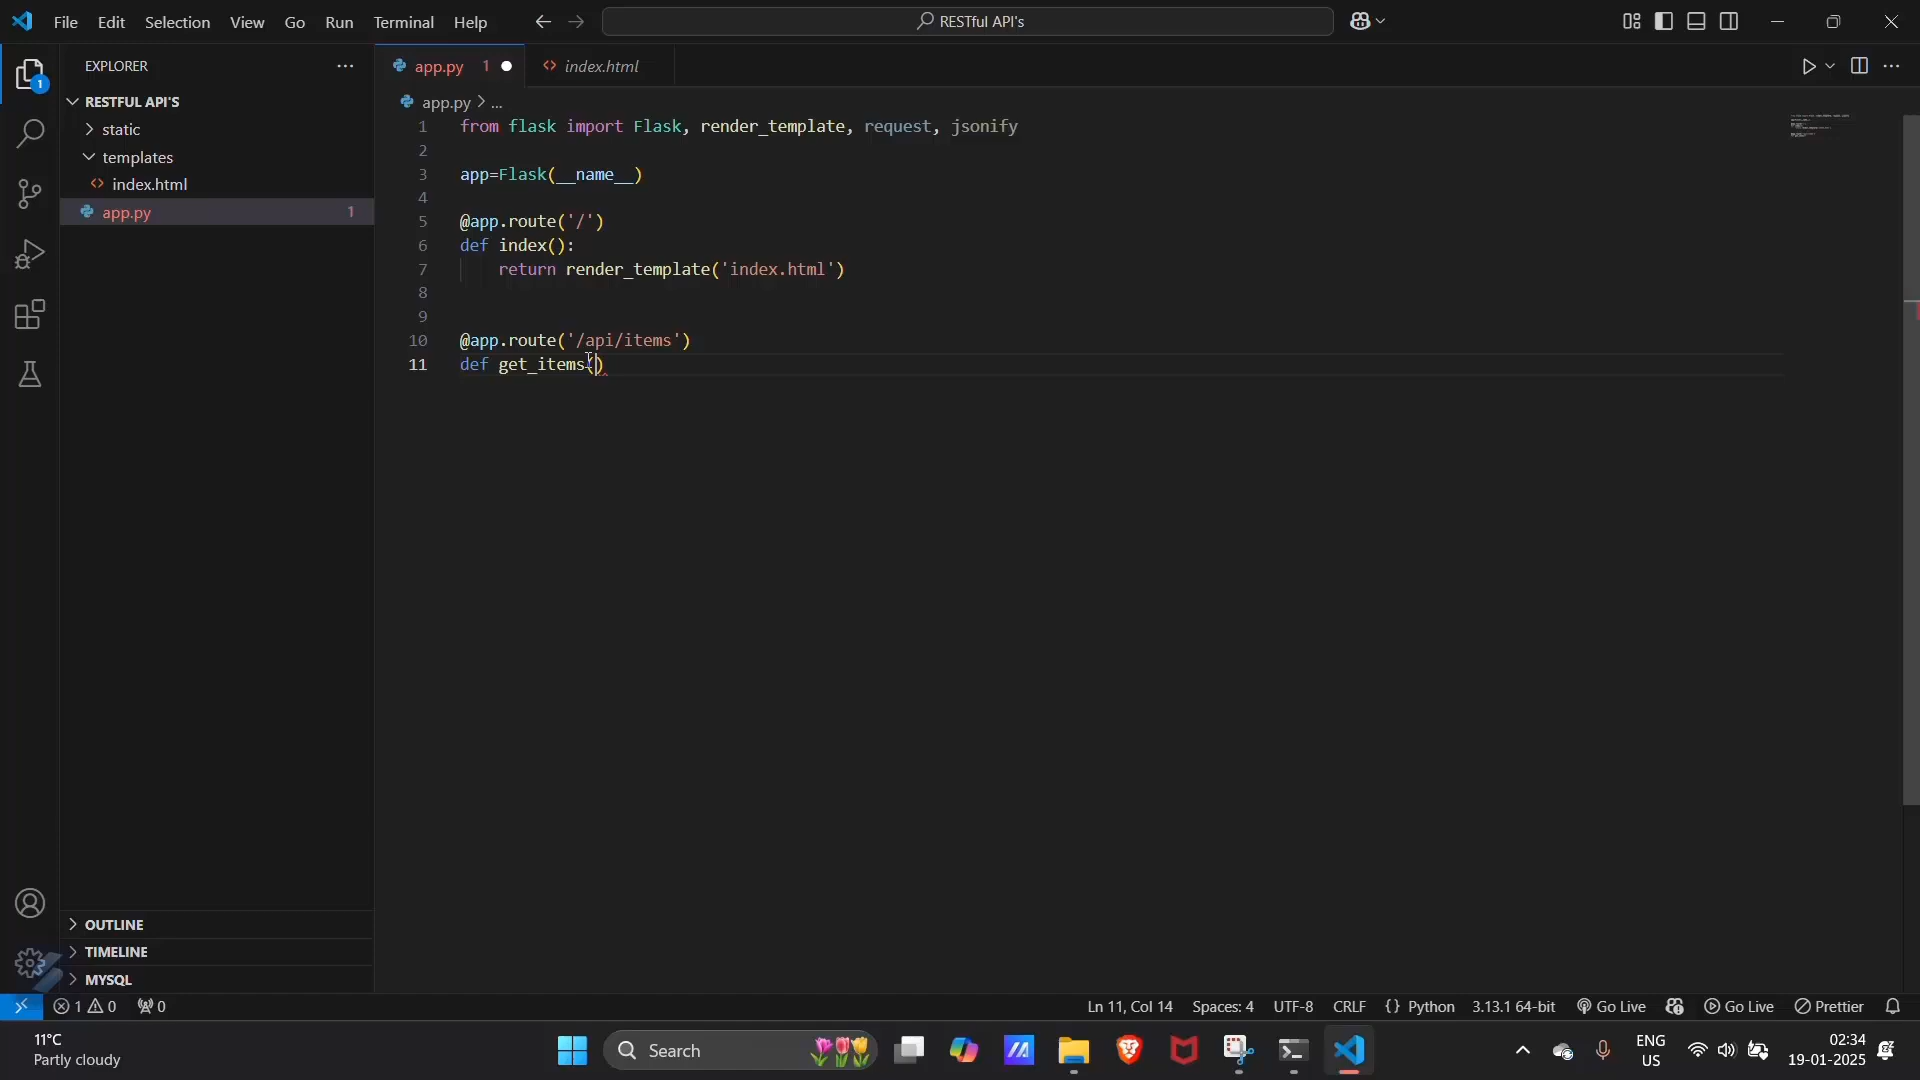 File Edit Selection View Go Run Terminal Help
RESTful API's
EXPLORER
1
RESTFUL API'S
static
templates
index.html
app.py 1
app.py 1
index.html
app.py > ...
1 from flask import Flask, render_template, request, jsonify
2
3 app=Flask(__name__)
4
5 @app.route('/')
6 def index():
7 return render_template('index.html')
8
9
10 @app.route('/api/items')
11 def get_items()
OUTLINE
TIMELINE
MYSQL
1 0 0
Ln 11, Col 14 Spaces: 4 UTF-8 CRLF {} Python 3.13.1 64-bit Go Live Go Live Prettier
11°C
Partly cloudy
Search
ENG
US
02:34
19-01-2025